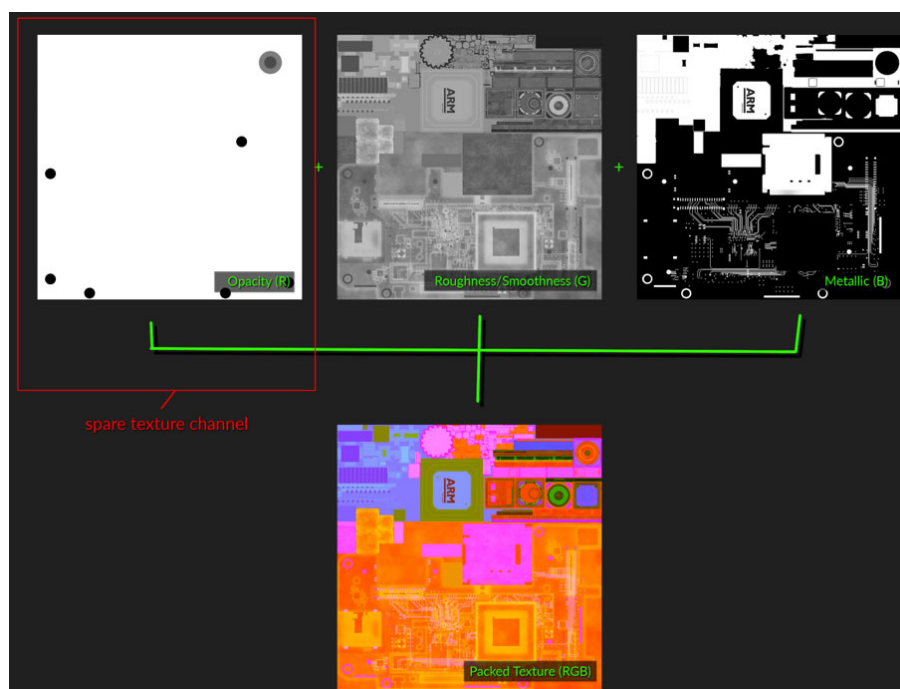 ARM
ARM
Opacity (R)
+
Roughness/Smoothness (G)
+
Metallic (B)
spare texture channel
ARM
Packed Texture (RGB)